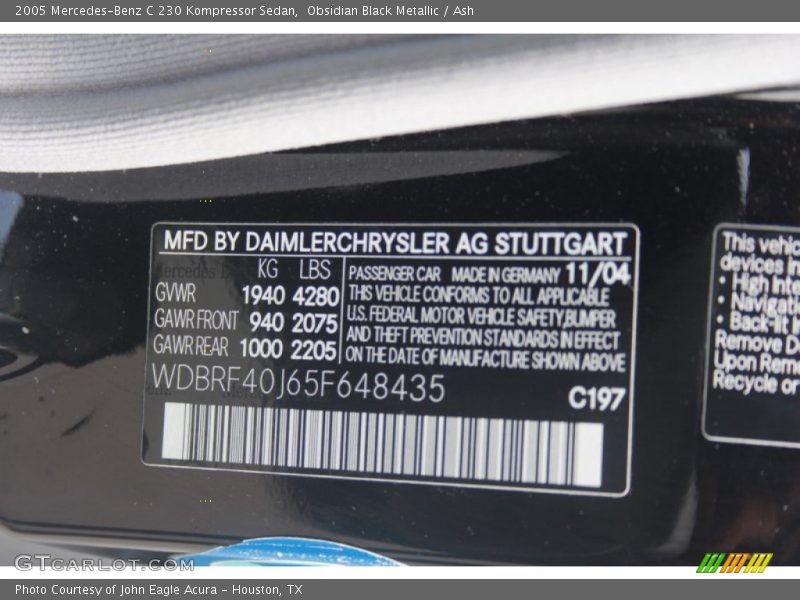 2005 Mercedes-Benz C 230 Kompressor Sedan,  Obsidian Black Metallic / Ash
MFD BY DAIMLERCHRYSLER AG STUTTGART
KG LBS
GVWR 1940 4280
GAWR FRONT 940 2075
GAWR REAR 1000 2205
PASSENGER CAR MADE IN GERMANY 11/04
THIS VEHICLE CONFORMS TO ALL APPLICABLE
U.S. FEDERAL MOTOR VEHICLE SAFETY,BUMPER
AND THEFT PREVENTION STANDARDS IN EFFECT
ON THE DATE OF MANUFACTURE SHOWN ABOVE
WDBRF40J65F648435
C197
This vehic
devices in
• High Inte
• Navigati
• Back-lit
Remove D
Upon Rem
Recycle or
GTcarlot.com
Photo Courtesy of John Eagle Acura - Houston, TX